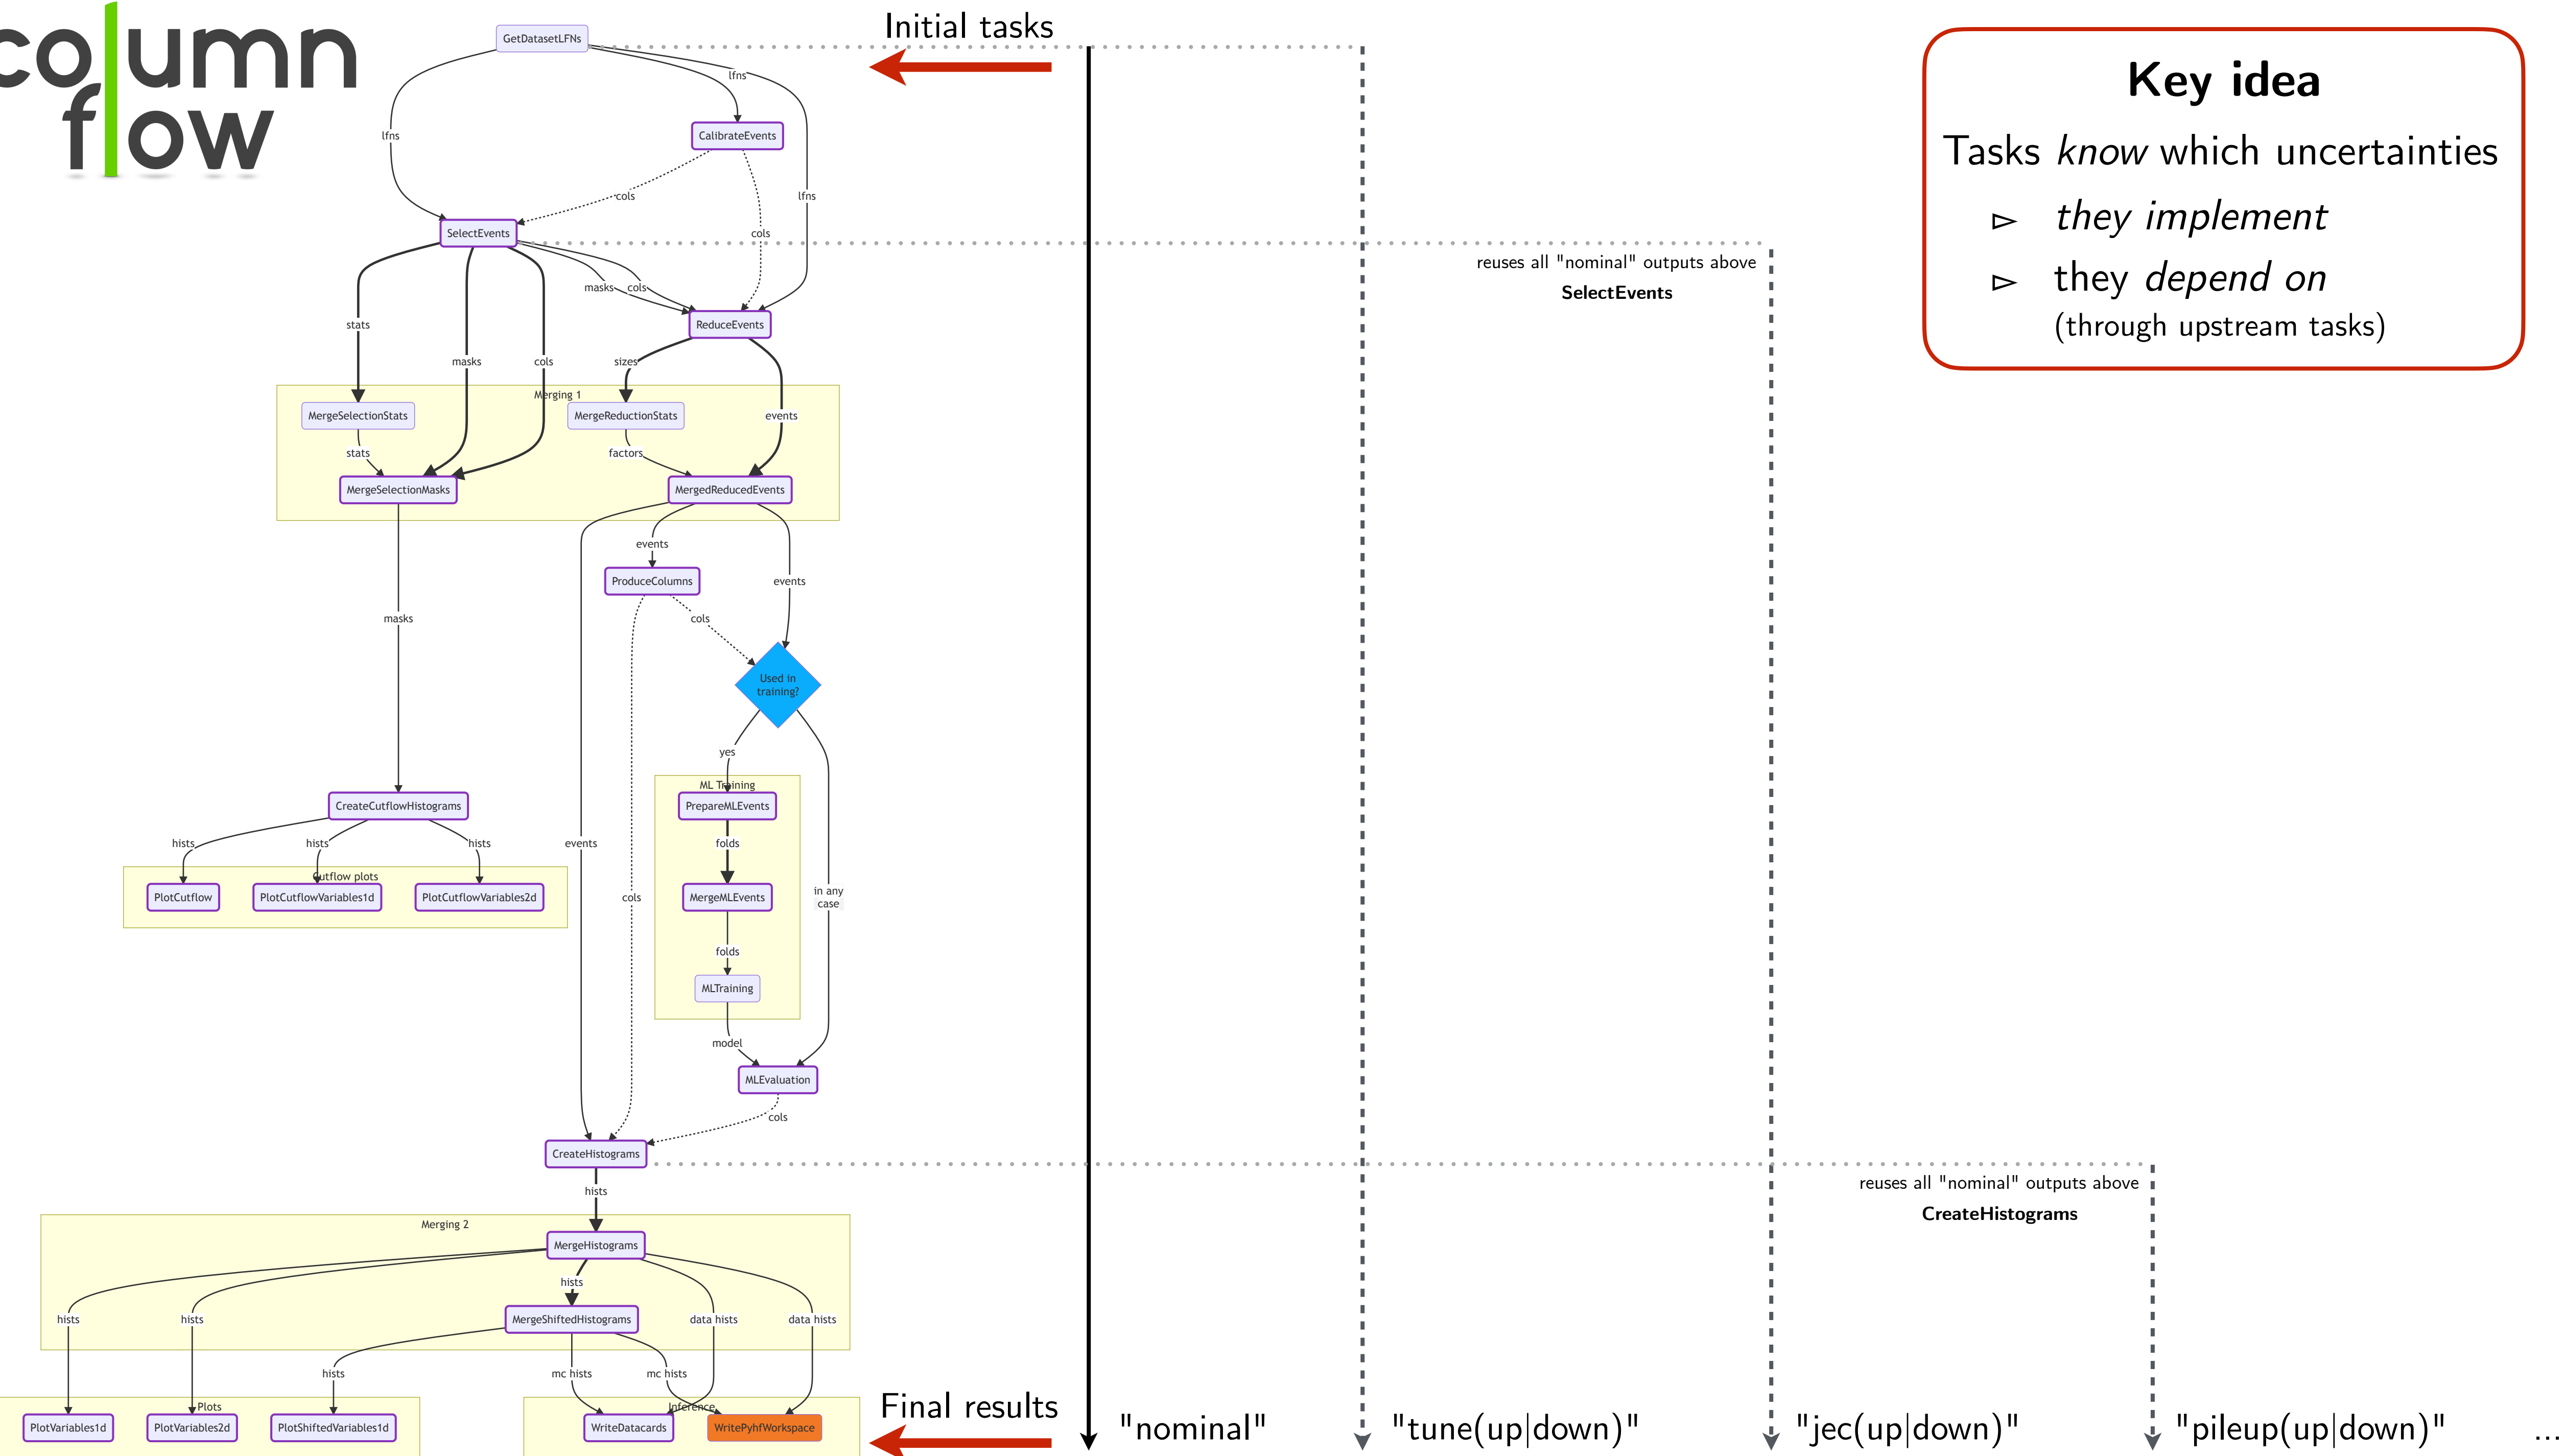 column
flow
Initial tasks
GetDatasetLFNs
lfns
CalibrateEvents
lfns
cols
lfns
SelectEvents
cols
masks
cols
ReduceEvents
stats
masks
cols
sizes
Merging 1
MergeSelectionStats
MergeReductionStats
events
stats
factors
MergeSelectionMasks
MergedReducedEvents
events
ProduceColumns
events
masks
cols
Used in
training?
yes
ML Training
CreateCutflowHistograms
PrepareMLEvents
hists
hists
hists
events
folds
Cutflow plots
PlotCutflow
PlotCutflowVariables1d
PlotCutflowVariables2d
cols
MergeMLEvents
in any
case
folds
MLTraining
model
MLEvaluation
cols
CreateHistograms
hists
Merging 2
MergeHistograms
hists
hists
hists
MergeShiftedHistograms
data hists
data hists
hists
mc hists
mc hists
Plots
Inference
PlotVariables1d
PlotVariables2d
PlotShiftedVariables1d
WriteDatacards
WritePyhfWorkspace
Final results
"nominal"
"tune(up|down)"
"jec(up|down)"
"pileup(up|down)"
...
reuses all "nominal" outputs above
SelectEvents
reuses all "nominal" outputs above
CreateHistograms
Key idea
Tasks know which uncertainties
▻ they implement
▻ they depend on
(through upstream tasks)